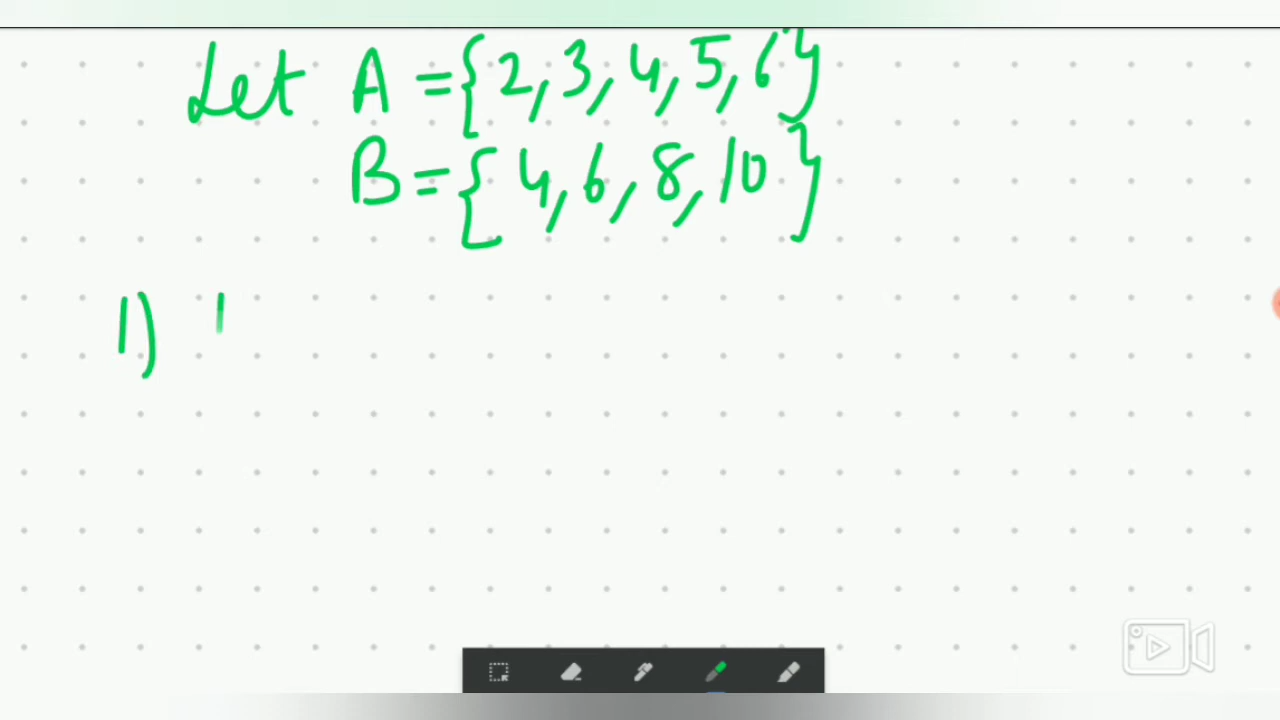 Let A = {2, 3, 4, 5, 6}
B = {4, 6, 8, 10}
1)